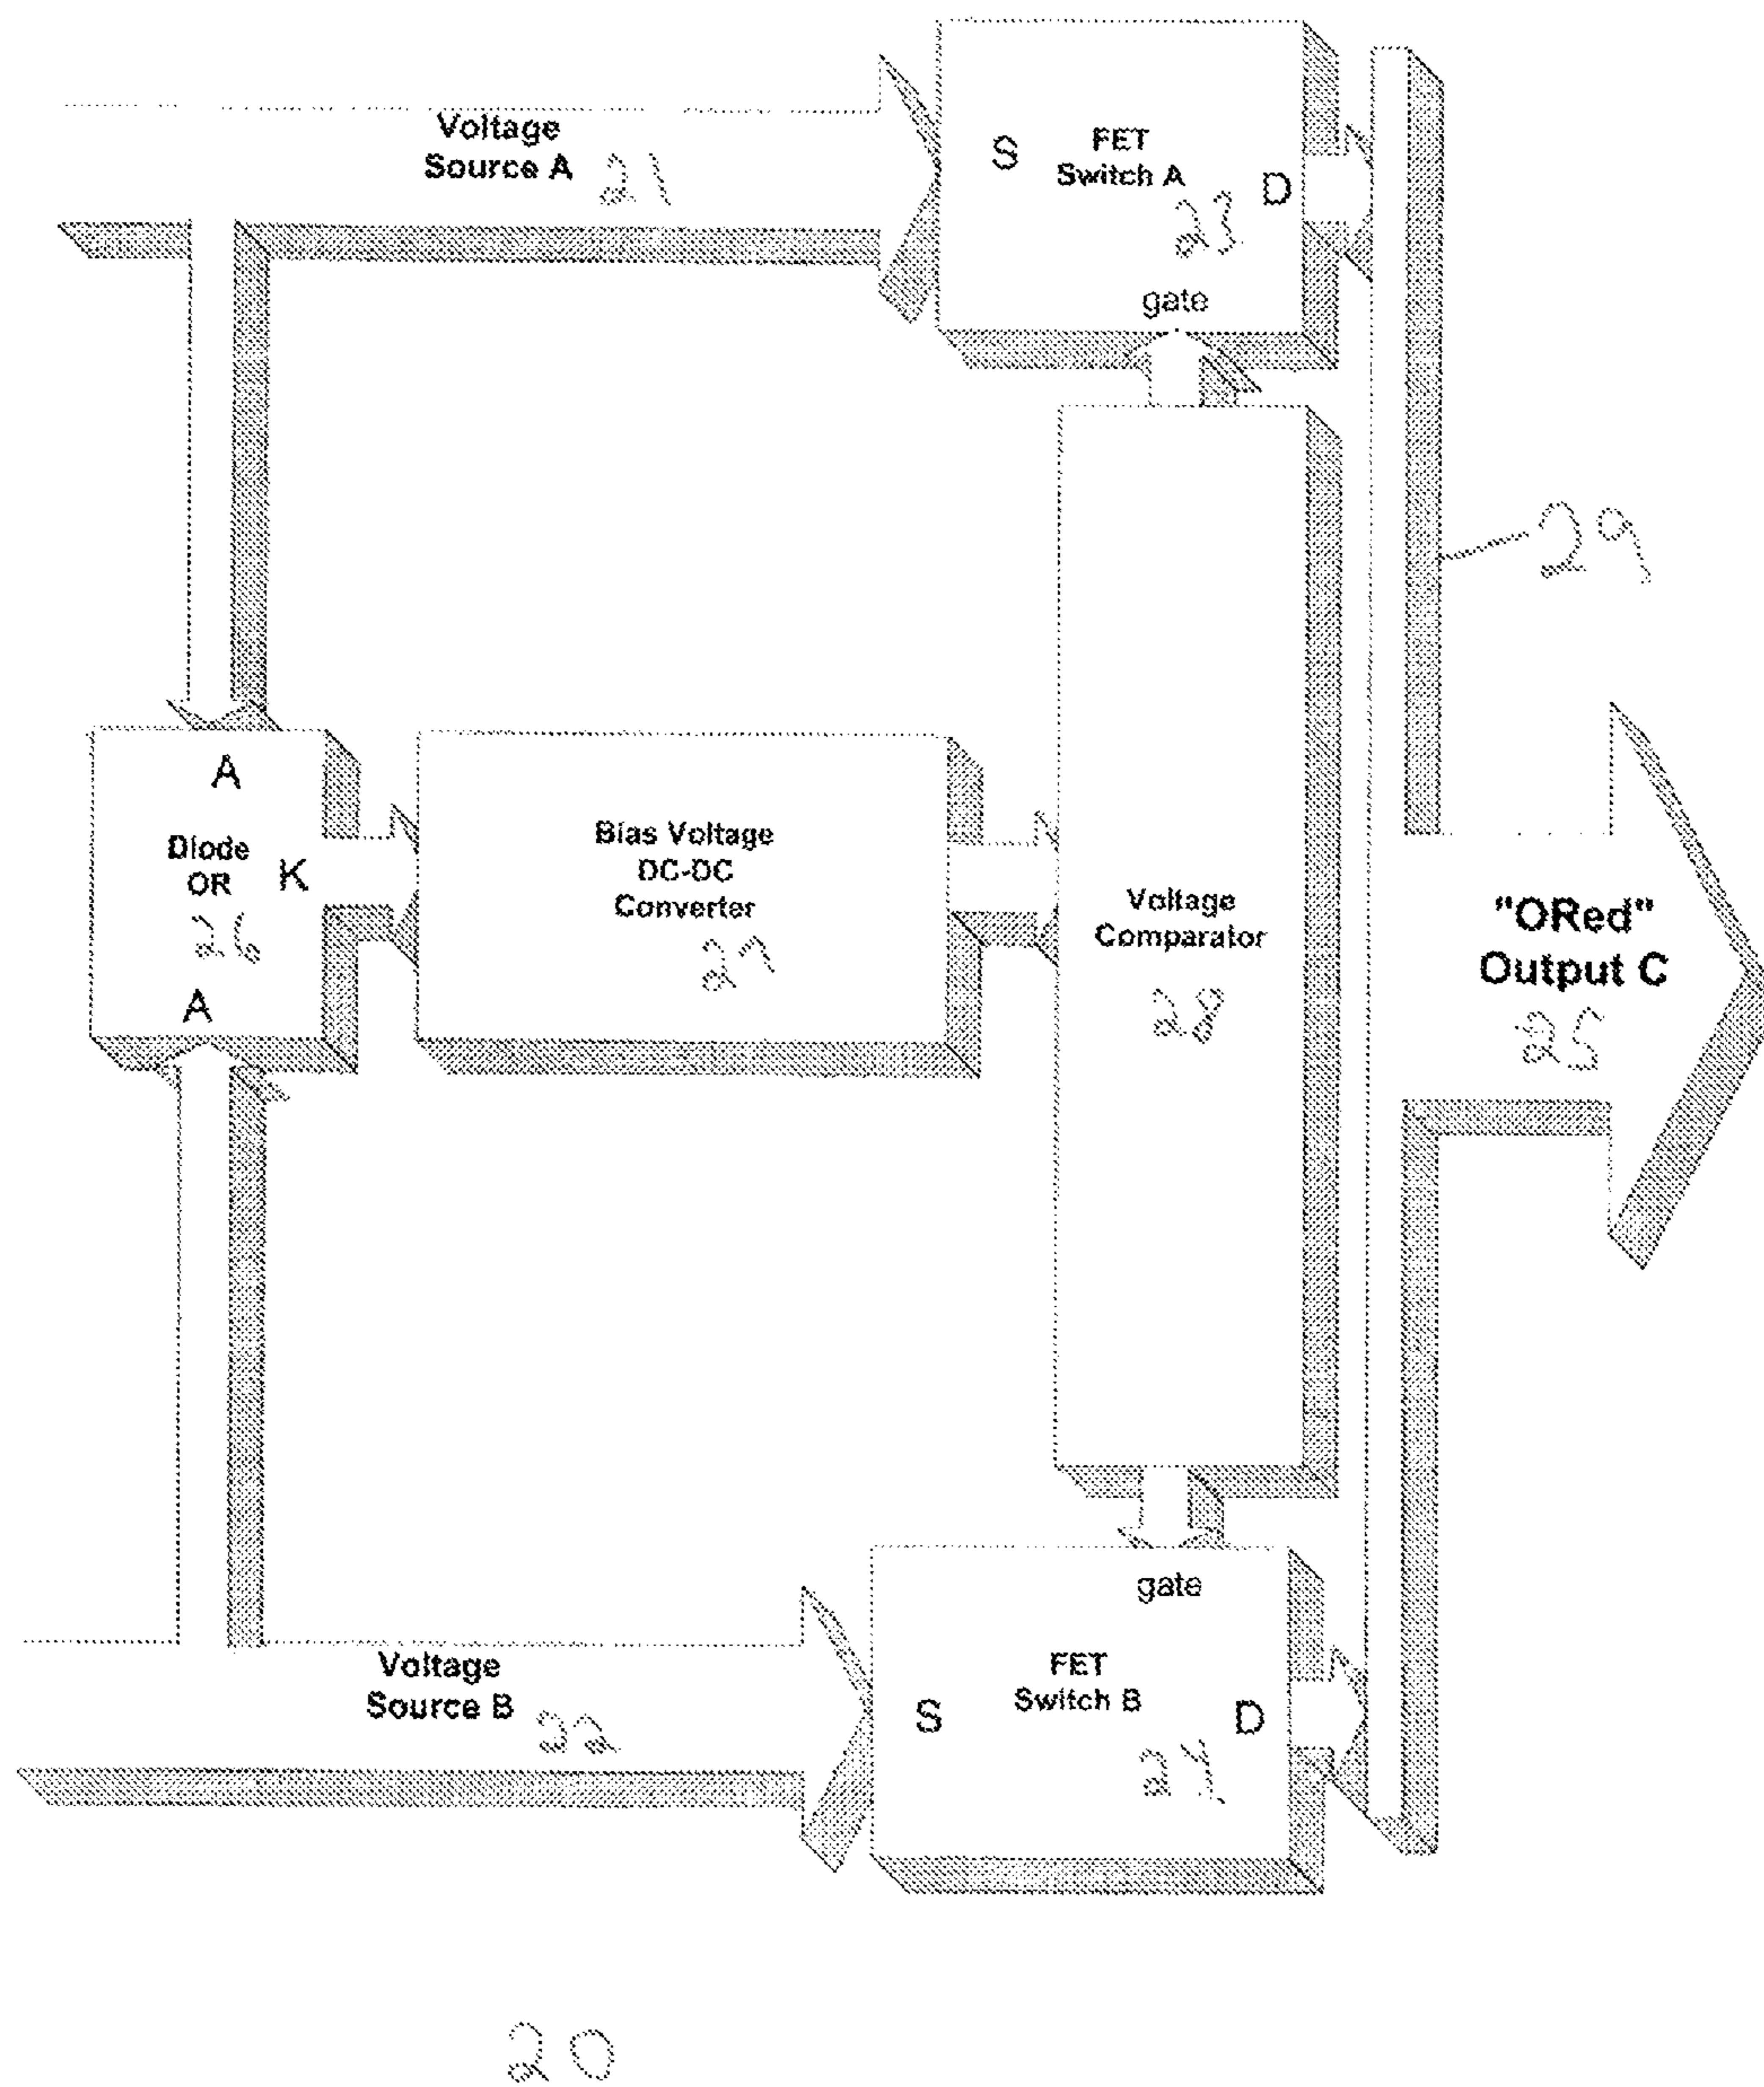 Voltage
Source A
21
S
FET
Switch A
D
23
gate
29
A
Diode
OR
K
26
A
Bias Voltage
DC-DC
Converter
27
Voltage
Comparator
28
"ORed"
Output C
25
gate
Voltage
Source B
22
S
FET
Switch B
D
24
20